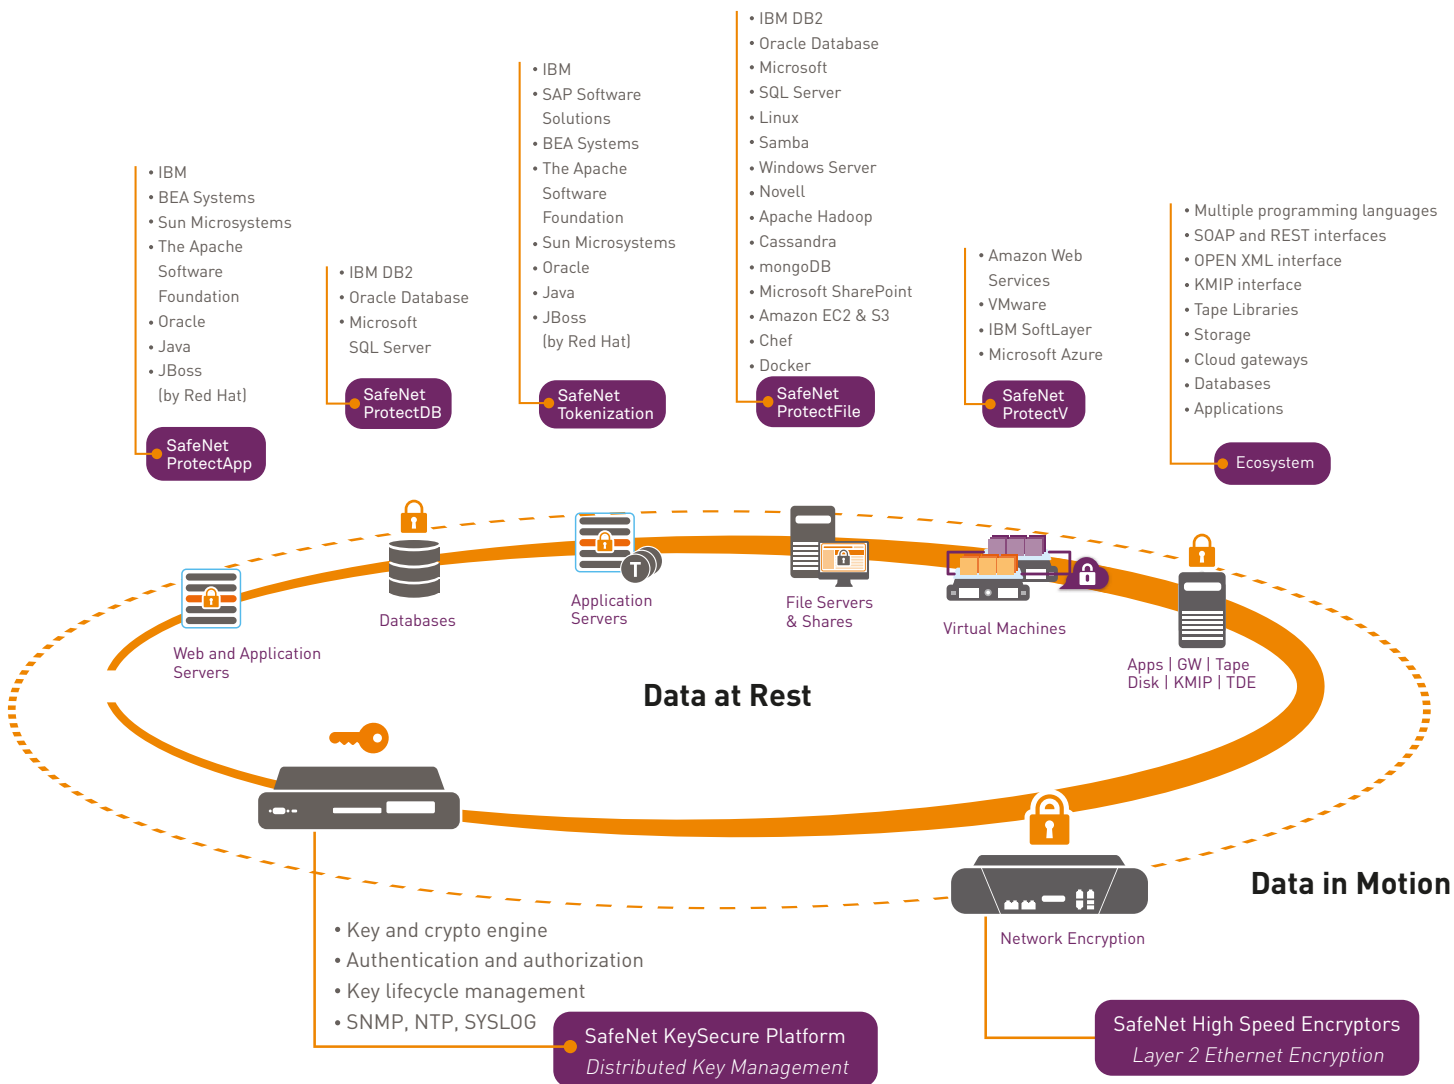 • IBM
• BEA Systems
• Sun Microsystems
• The Apache
Software
Foundation
• Oracle
• Java
• JBoss
(by Red Hat)
SafeNet
ProtectApp
• IBM DB2
• Oracle Database
• Microsoft
SQL Server
SafeNet
ProtectDB
• IBM
• SAP Software
Solutions
• BEA Systems
• The Apache
Software
Foundation
• Sun Microsystems
• Oracle
• Java
• JBoss
(by Red Hat)
SafeNet
Tokenization
• IBM DB2
• Oracle Database
• Microsoft
• SQL Server
• Linux
• Samba
• Windows Server
• Novell
• Apache Hadoop
• Cassandra
• mongoDB
• Microsoft SharePoint
• Amazon EC2 & S3
• Chef
• Docker
SafeNet
ProtectFile
• Amazon Web
Services
• VMware
• IBM SoftLayer
• Microsoft Azure
SafeNet
ProtectV
• Multiple programming languages
• SOAP and REST interfaces
• OPEN XML interface
• KMIP interface
• Tape Libraries
• Storage
• Cloud gateways
• Databases
• Applications
Ecosystem
Web and Application
Servers
Databases
T
Application
Servers
File Servers
& Shares
Virtual Machines
Apps | GW | Tape
Disk | KMIP | TDE
Data at Rest
Data in Motion
Network Encryption
• Key and crypto engine
• Authentication and authorization
• Key lifecycle management
• SNMP, NTP, SYSLOG
SafeNet KeySecure Platform
Distributed Key Management
SafeNet High Speed Encryptors
Layer 2 Ethernet Encryption